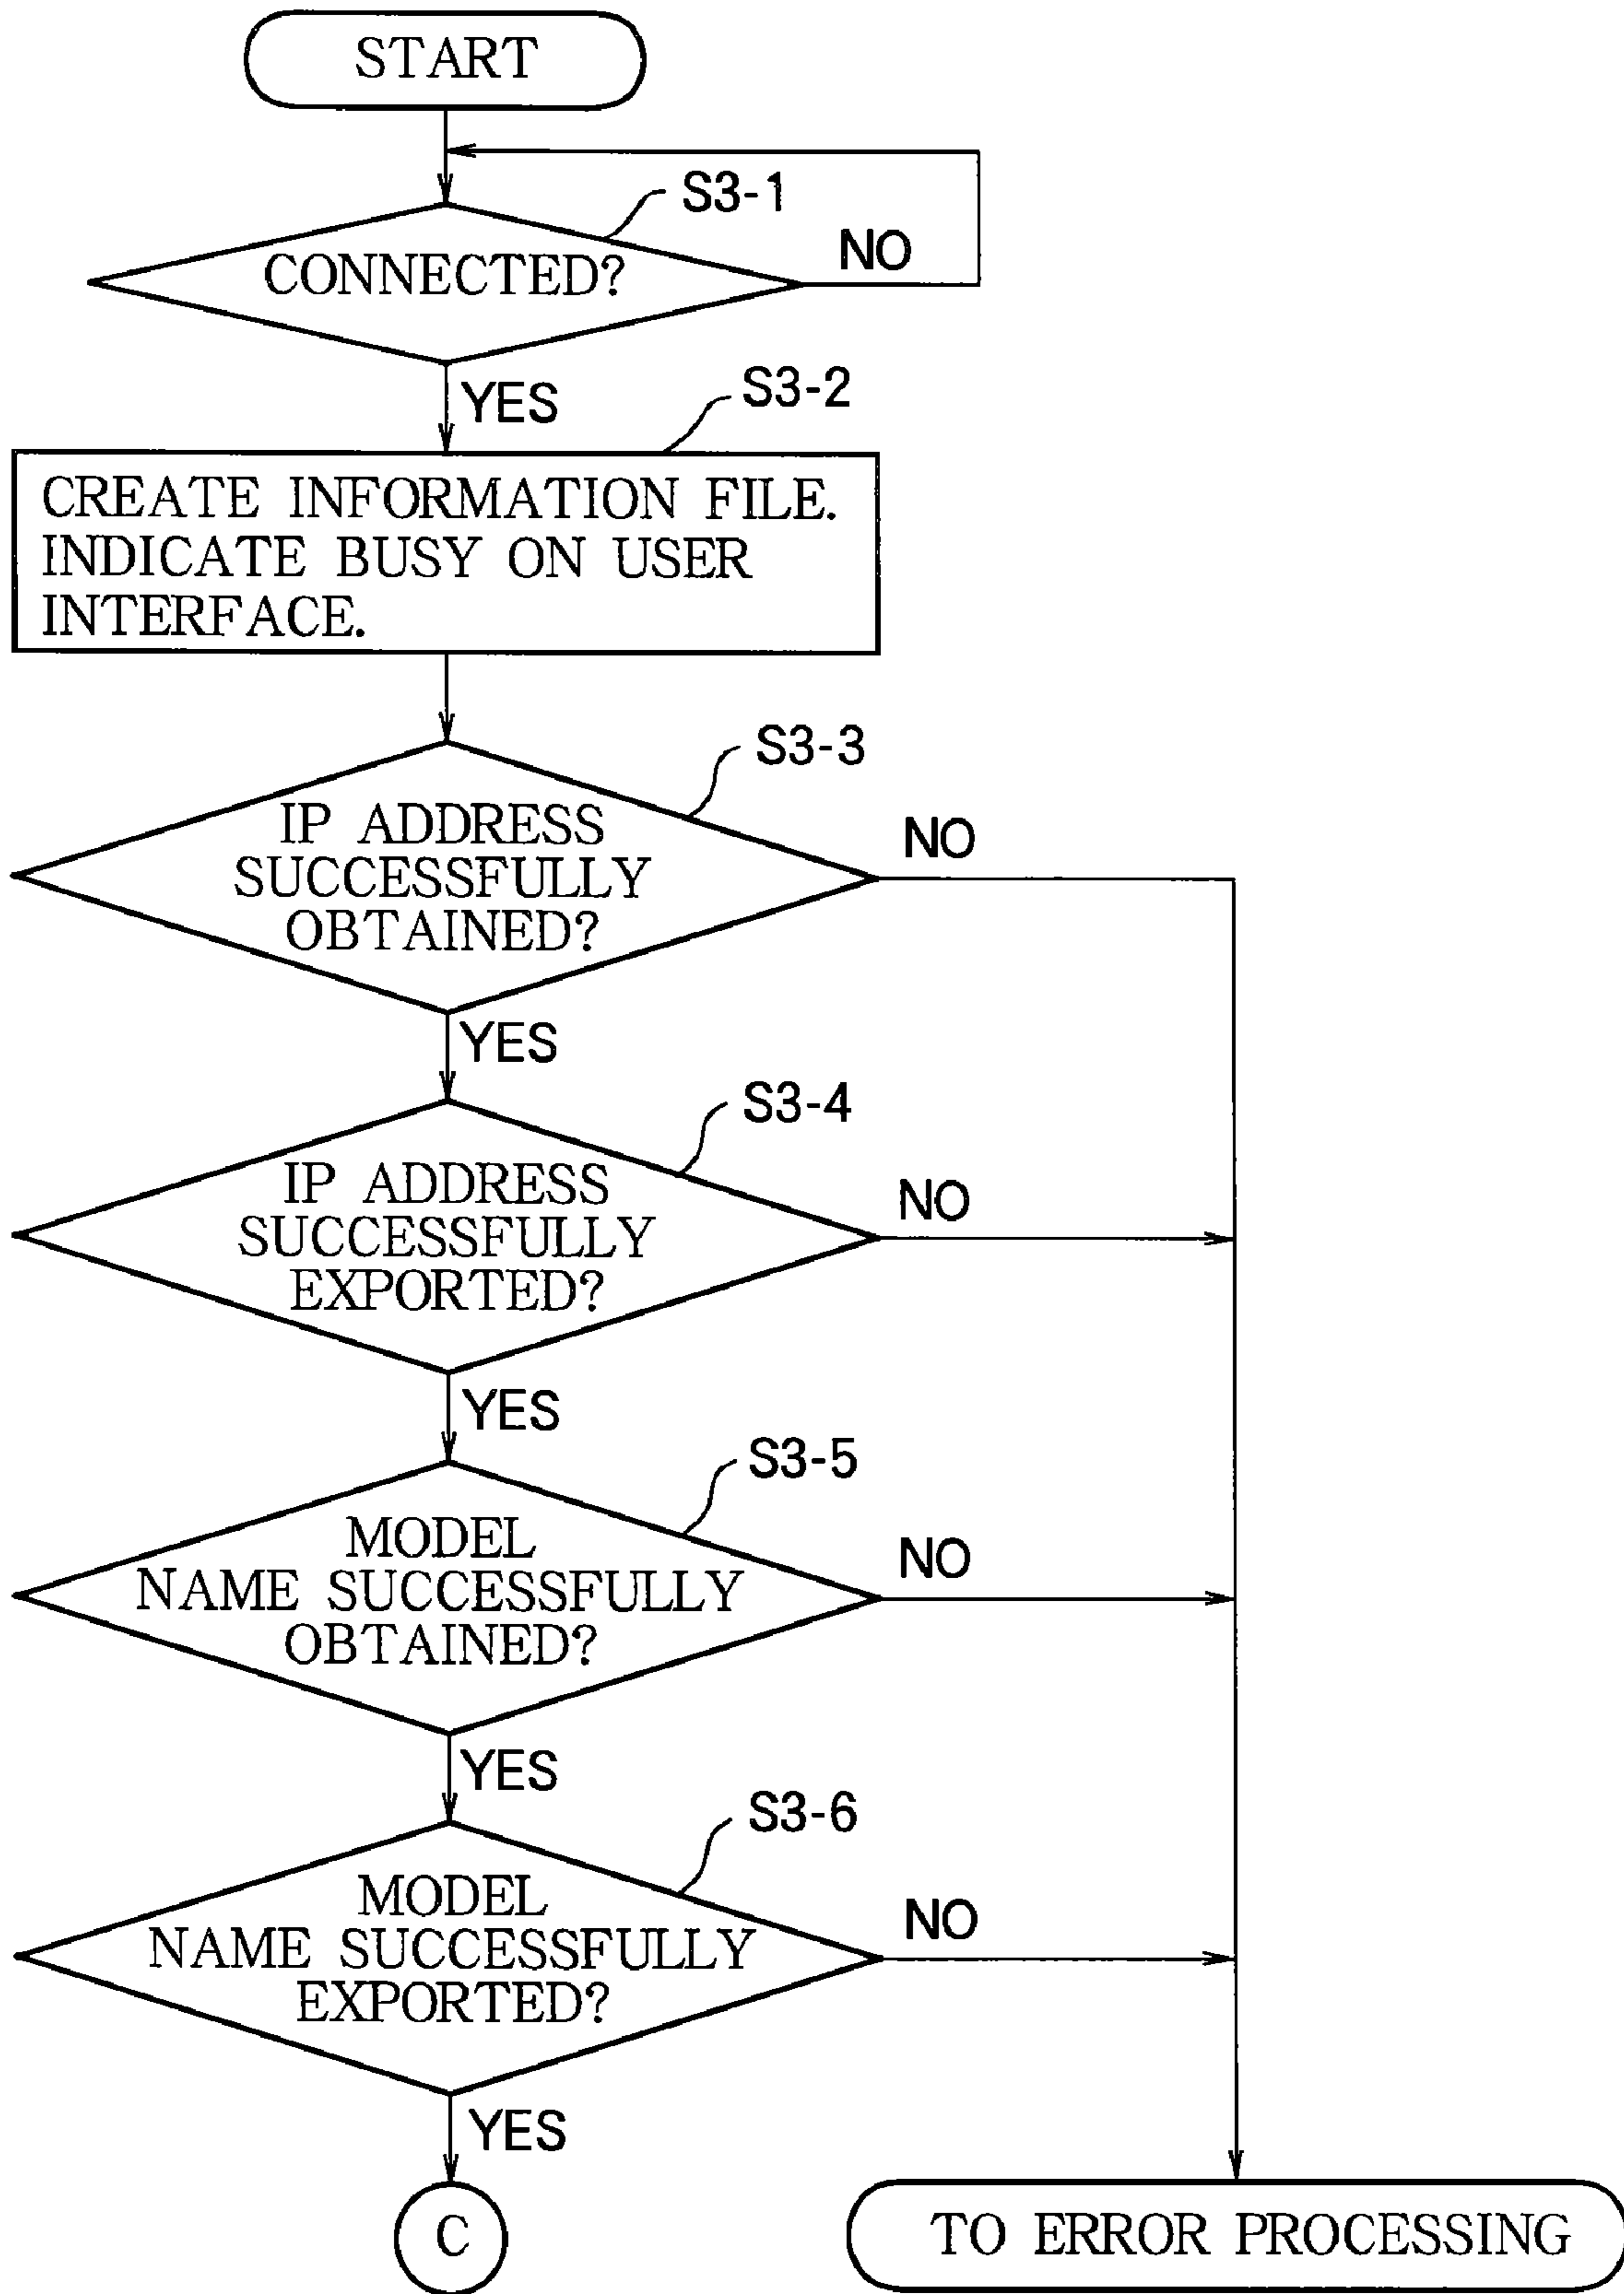 START
S3-1
CONNECTED?
NO
YES
S3-2
CREATE INFORMATION FILE.
INDICATE BUSY ON USER
INTERFACE.
S3-3
IP ADDRESS
SUCCESSFULLY
OBTAINED?
NO
YES
S3-4
IP ADDRESS
SUCCESSFULLY
EXPORTED?
NO
YES
S3-5
MODEL
NAME SUCCESSFULLY
OBTAINED?
NO
YES
S3-6
MODEL
NAME SUCCESSFULLY
EXPORTED?
NO
YES
C
TO ERROR PROCESSING